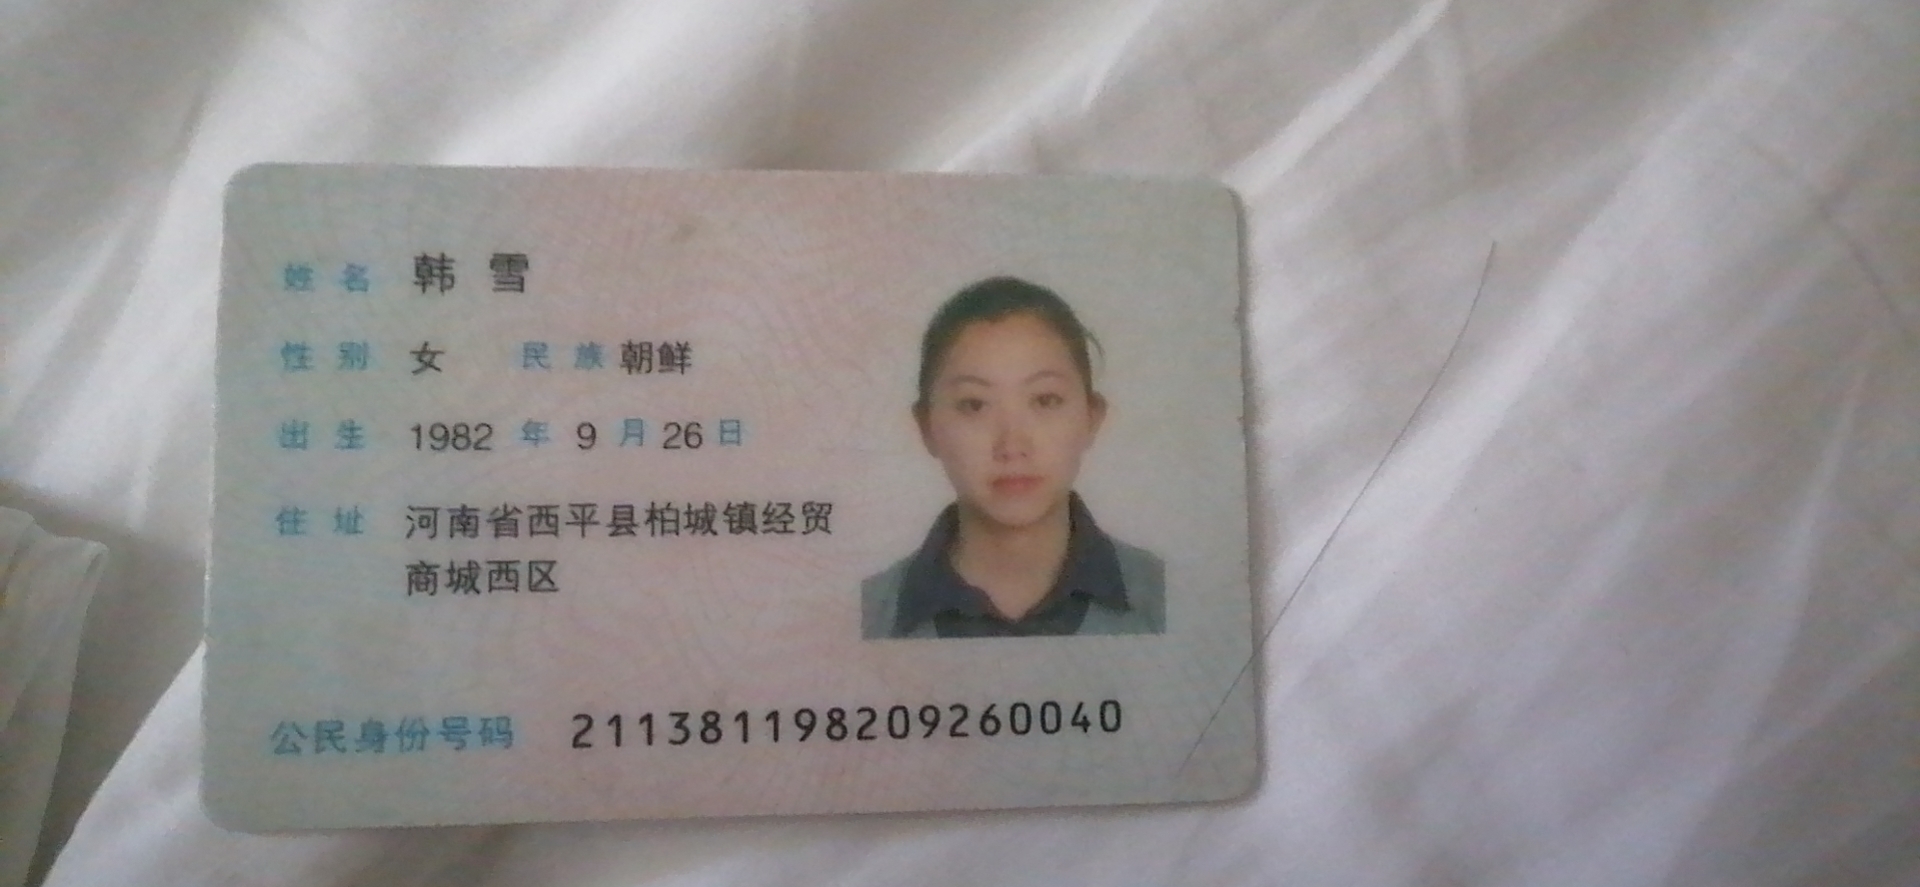 姓名 韩雪
性别 女 民族 朝鲜
出生 1982 年 9 月 26 日
住址 河南省西平县柏城镇经贸
商城西区
公民身份号码 211381198209260040